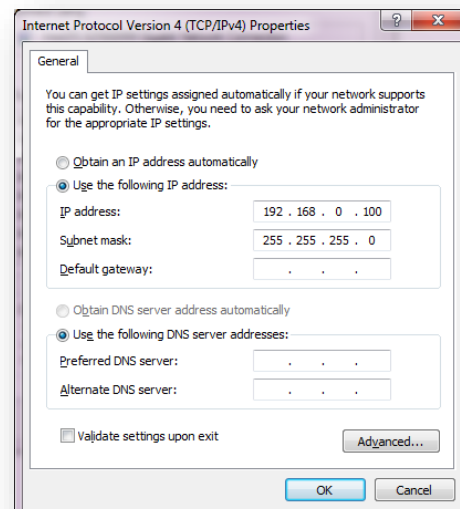 Internet Protocol Version 4 (TCP/IPv4) Properties
General
You can get IP settings assigned automatically if your network supports
this capability. Otherwise, you need to ask your network administrator
for the appropriate IP settings.
Obtain an IP address automatically
Use the following IP address:
IP address: 192 . 168 . 0 . 100
Subnet mask: 255 . 255 . 255 . 0
Default gateway: . . .
Obtain DNS server address automatically
Use the following DNS server addresses:
Preferred DNS server: . . .
Alternate DNS server: . . .
Validate settings upon exit
Advanced...
OK Cancel